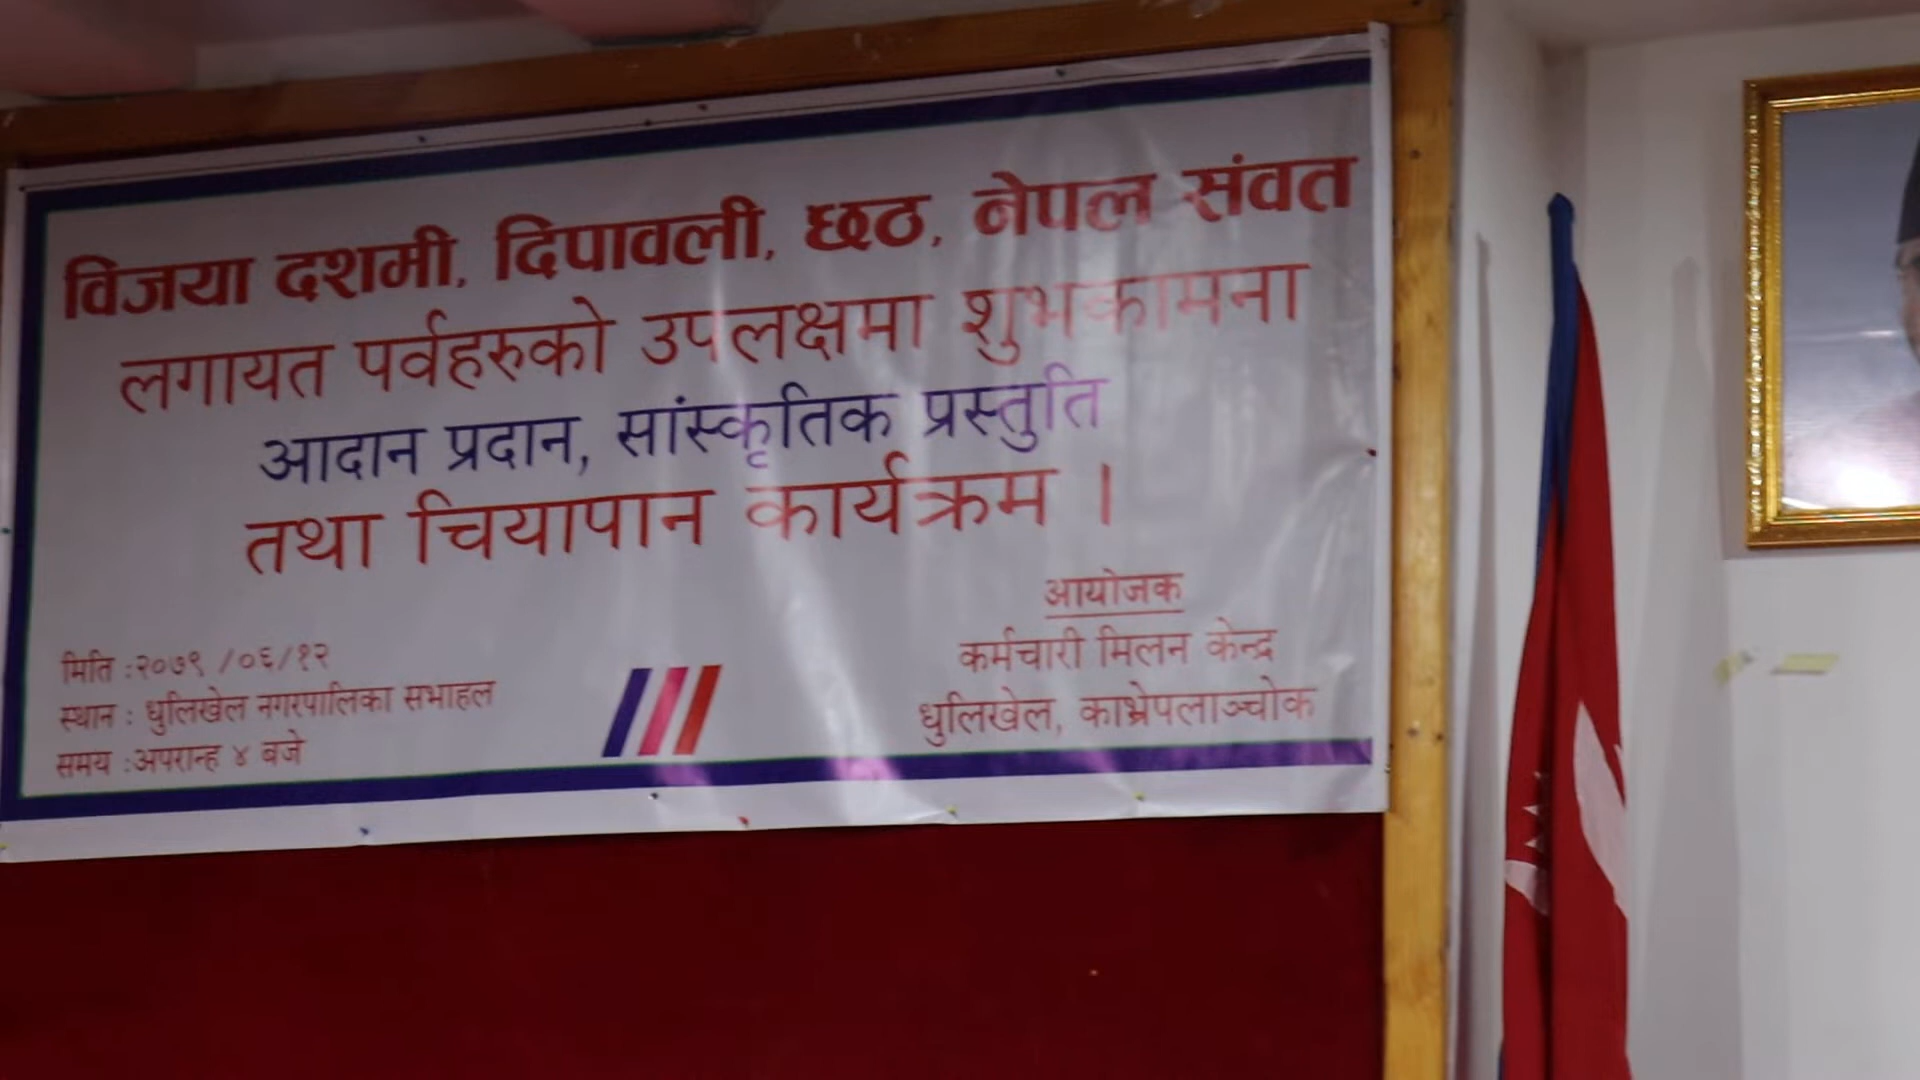 विजया दशमी, दिपावली, छठ, नेपल संवत
लगायत पर्वहरुको उपलक्षमा शुभकामना
आदान प्रदान, सांस्कृतिक प्रस्तुति
तथा चियापान कार्यक्रम ।
आयोजक
कर्मचारी मिलन केन्द्र
धुलिखेल, काभ्रेपलाञ्चोक
मिति :२०७९ /०६/१२
स्थान : धुलिखेल नगरपालिका सभाहल
समय :अपरान्ह ४ बजे